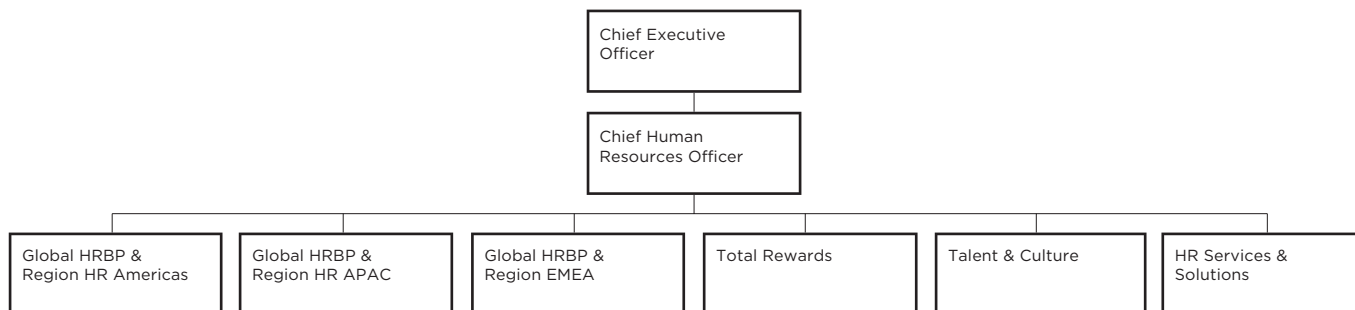 Chief Executive
Officer
Chief Human
Resources Officer
Global HRBP &
Region HR Americas
Global HRBP &
Region HR APAC
Global HRBP &
Region EMEA
Total Rewards
Talent & Culture
HR Services &
Solutions